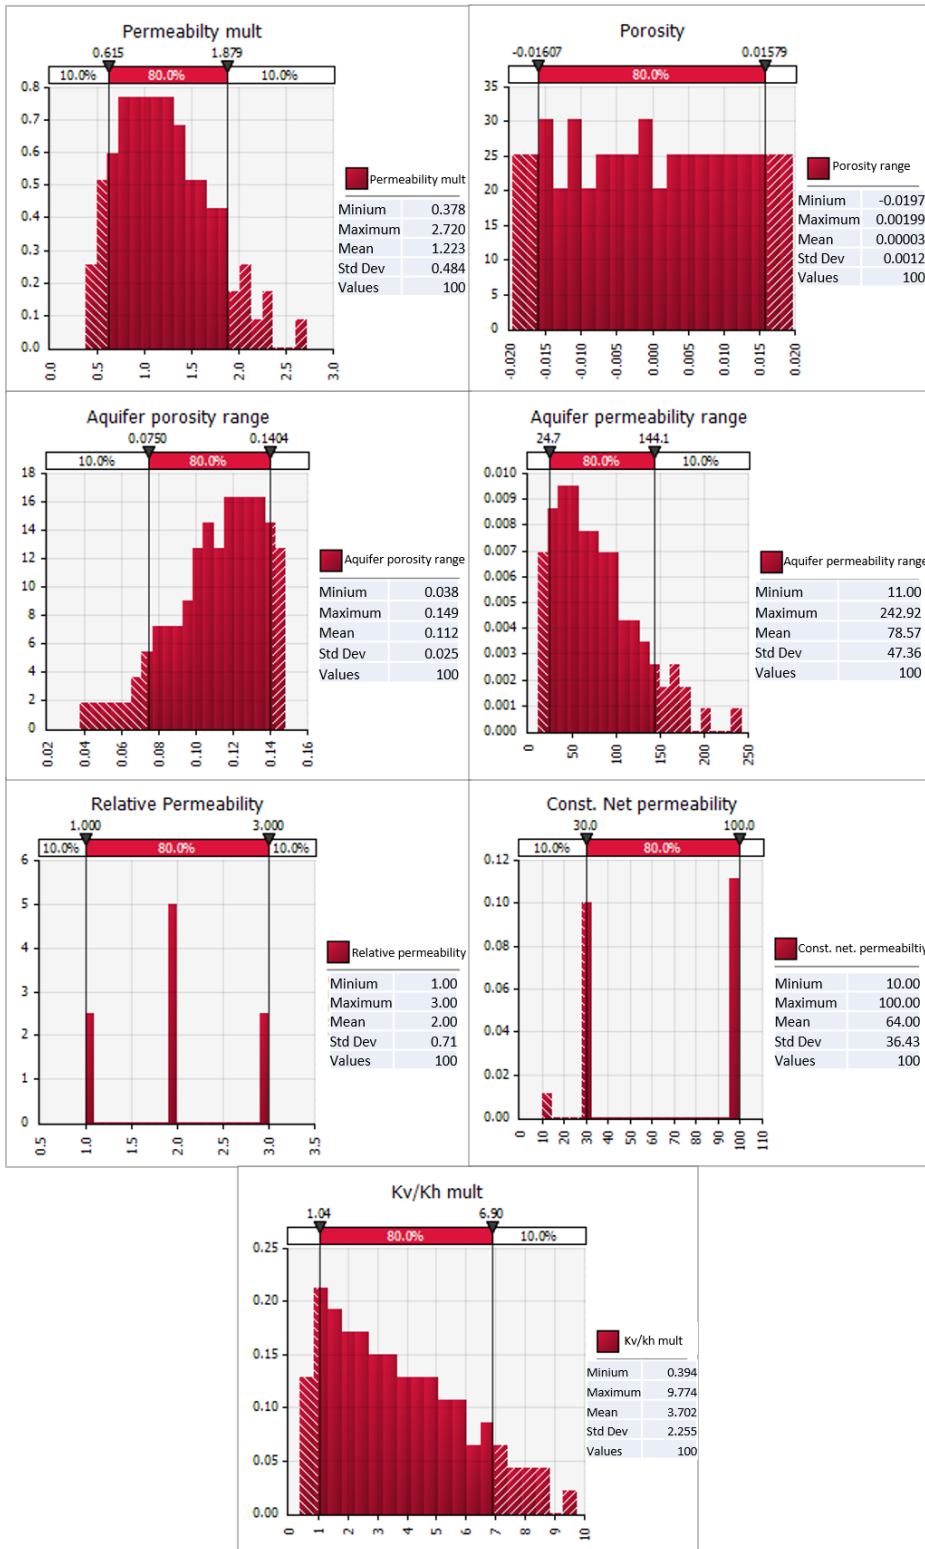 Permeabilty mult
0.615 1.879
10.0% 80.0% 10.0%
0.8
0.7
0.6
0.5
0.4
0.3
0.2
0.1
0.0
0.0 0.5 1.0 1.5 2.0 2.5 3.0
Permeability mult
Minium 0.378
Maximum 2.720
Mean 1.223
Std Dev 0.484
Values 100
Porosity
-0.01607 0.01579
80.0%
35
30
25
20
15
10
5
0
-0.020 -0.015 -0.010 -0.005 0.000 0.005 0.010 0.015 0.020
Porosity range
Minium -0.0197
Maximum 0.00199
Mean 0.00003
Std Dev 0.0012
Values 100
Aquifer porosity range
0.0750 0.1404
10.0% 80.0%
18
16
14
12
10
8
6
4
2
0
0.02 0.04 0.06 0.08 0.10 0.12 0.14 0.16
Aquifer porosity range
Minium 0.038
Maximum 0.149
Mean 0.112
Std Dev 0.025
Values 100
Aquifer permeability range
24.7 144.1
80.0% 10.0%
0.010
0.009
0.008
0.007
0.006
0.005
0.004
0.003
0.002
0.001
0.000
0 50 100 150 200 250
Aquifer permeability range
Minium 11.00
Maximum 242.92
Mean 78.57
Std Dev 47.36
Values 100
Relative Permeability
1.000 3.000
10.0% 80.0% 10.0%
6
5
4
3
2
1
0
0.5 1.0 1.5 2.0 2.5 3.0 3.5
Relative permeability
Minium 1.00
Maximum 3.00
Mean 2.00
Std Dev 0.71
Values 100
Const. Net permeability
30.0 100.0
10.0% 80.0%
0.12
0.10
0.08
0.06
0.04
0.02
0.00
0 10 20 30 40 50 60 70 80 90 100 110
Const. net. permeabiltiy
Minium 10.00
Maximum 100.00
Mean 64.00
Std Dev 36.43
Values 100
Kv/Kh mult
1.04 6.90
80.0% 10.0%
0.25
0.20
0.15
0.10
0.05
0.00
0 1 2 3 4 5 6 7 8 9 10
Kv/kh mult
Minium 0.394
Maximum 9.774
Mean 3.702
Std Dev 2.255
Values 100